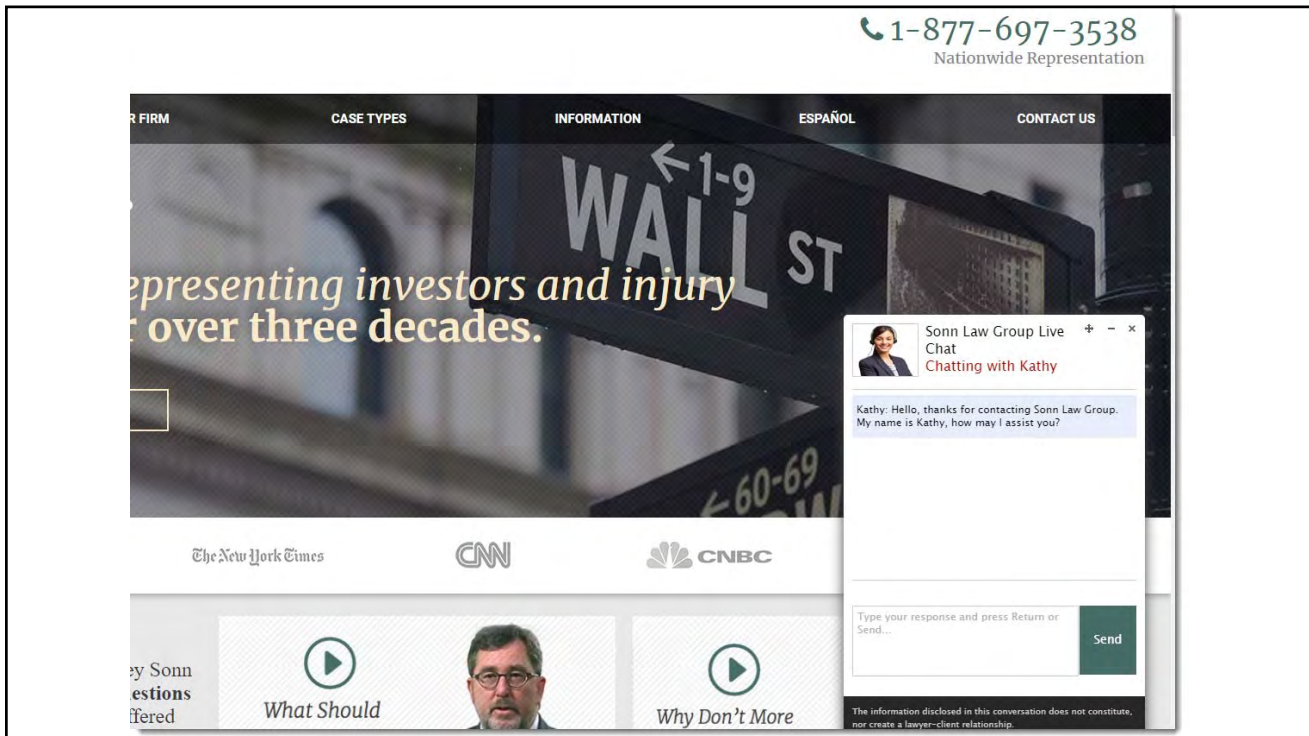 1-877-697-3538
Nationwide Representation
R FIRM
CASE TYPES
INFORMATION
ESPAÑOL
CONTACT US
←1-9
WALL ST
epresenting investors and injury
r over three decades.
←60-69
Sonn Law Group Live
Chat
Chatting with Kathy
Kathy: Hello, thanks for contacting Sonn Law Group.
My name is Kathy, how may I assist you?
The New York Times
CNN
CNBC
Type your response and press Return or
Send...
Send
ey Sonn
estions
ffered
What Should
Why Don't More
The information disclosed in this conversation does not constitute,
nor create a lawyer-client relationship.